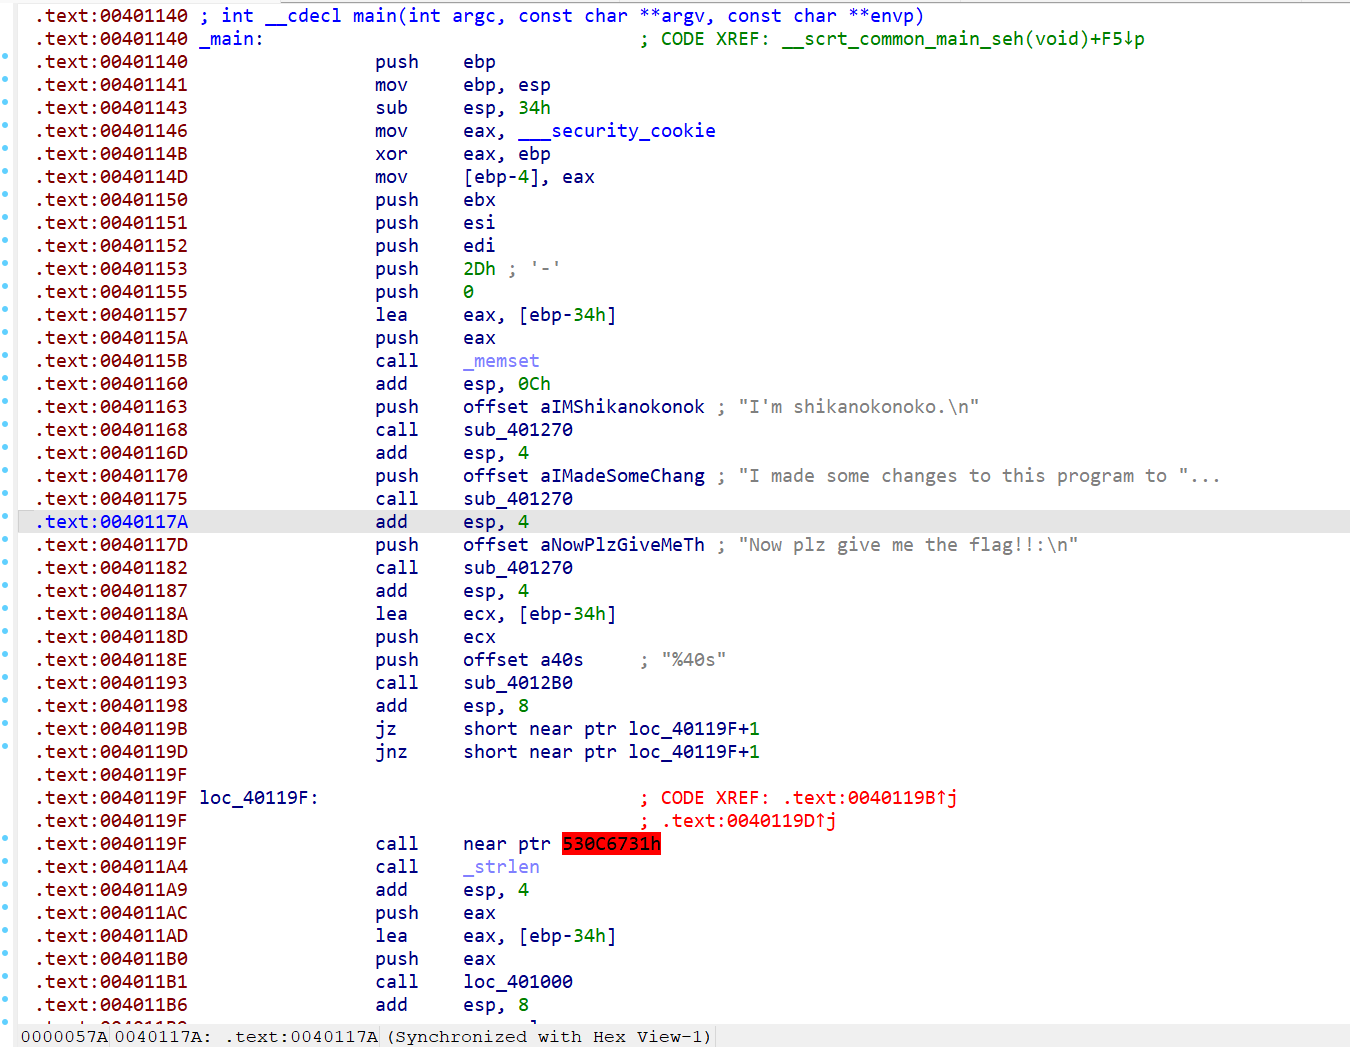 .text:00401140 ; int __cdecl main(int argc, const char **argv, const char **envp)
.text:00401140 _main: ; CODE XREF: __scrt_common_main_seh(void)+F5↓p
.text:00401140 push ebp
.text:00401141 mov ebp, esp
.text:00401143 sub esp, 34h
.text:00401146 mov eax, ___security_cookie
.text:0040114B xor eax, ebp
.text:0040114D mov [ebp-4], eax
.text:00401150 push ebx
.text:00401151 push esi
.text:00401152 push edi
.text:00401153 push 2Dh ; '-'
.text:00401155 push 0
.text:00401157 lea eax, [ebp-34h]
.text:0040115A push eax
.text:0040115B call _memset
.text:00401160 add esp, 0Ch
.text:00401163 push offset aIMShikanokonok ; "I'm shikanokonoko.\n"
.text:00401168 call sub_401270
.text:0040116D add esp, 4
.text:00401170 push offset aIMadeSomeChang ; "I made some changes to this program to "...
.text:00401175 call sub_401270
.text:0040117A add esp, 4
.text:0040117D push offset aNowPlzGiveMeTh ; "Now plz give me the flag!!:\n"
.text:00401182 call sub_401270
.text:00401187 add esp, 4
.text:0040118A lea ecx, [ebp-34h]
.text:0040118D push ecx
.text:0040118E push offset a40s ; "%40s"
.text:00401193 call sub_4012B0
.text:00401198 add esp, 8
.text:0040119B jz short near ptr loc_40119F+1
.text:0040119D jnz short near ptr loc_40119F+1
.text:0040119F
.text:0040119F loc_40119F: ; CODE XREF: .text:0040119B↑j
.text:0040119F ; .text:0040119D↑j
.text:0040119F call near ptr 530C6731h
.text:004011A4 call _strlen
.text:004011A9 add esp, 4
.text:004011AC push eax
.text:004011AD lea eax, [ebp-34h]
.text:004011B0 push eax
.text:004011B1 call loc_401000
.text:004011B6 add esp, 8
0000057A 0040117A: .text:0040117A (Synchronized with Hex View-1)